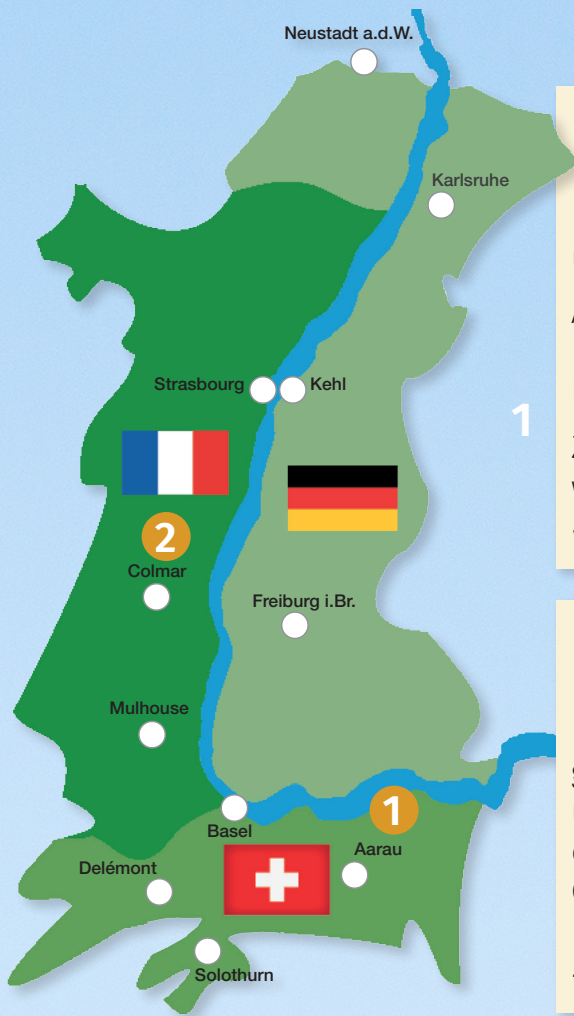 Neustadt a.d.W.
Karlsruhe
Strasbourg
Kehl
1
2
Colmar
Freiburg i.Br.
Mulhouse
1
Basel
Aarau
Delémont
Solothurn